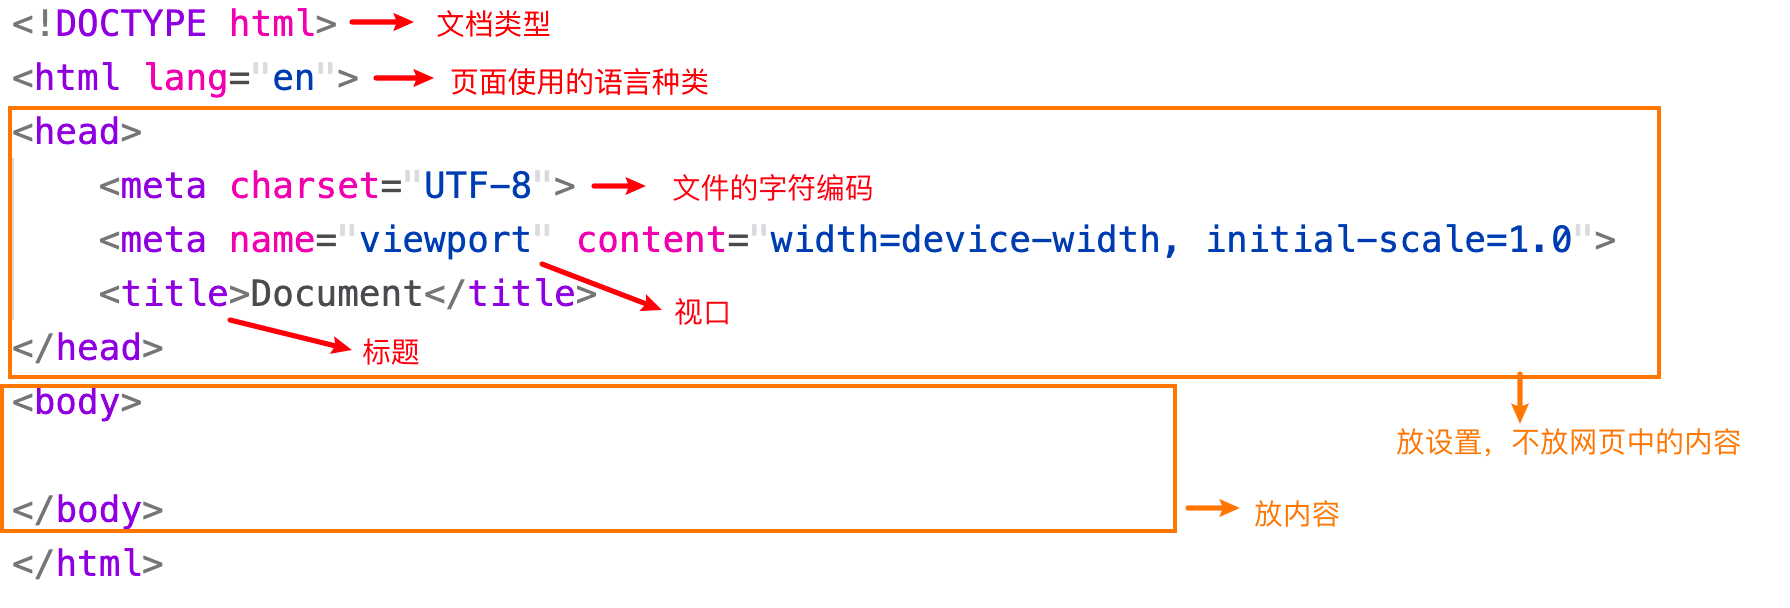 <!DOCTYPE html> 文档类型
<html lang="en"> 页面使用的语言种类
<head>
<meta charset="UTF-8"> 文件的字符编码
<meta name="viewport" content="width=device-width, initial-scale=1.0">
<title>Document</title> 视口
</head> 标题
<body>
放设置，不放网页中的内容
</body> 放内容
</html>